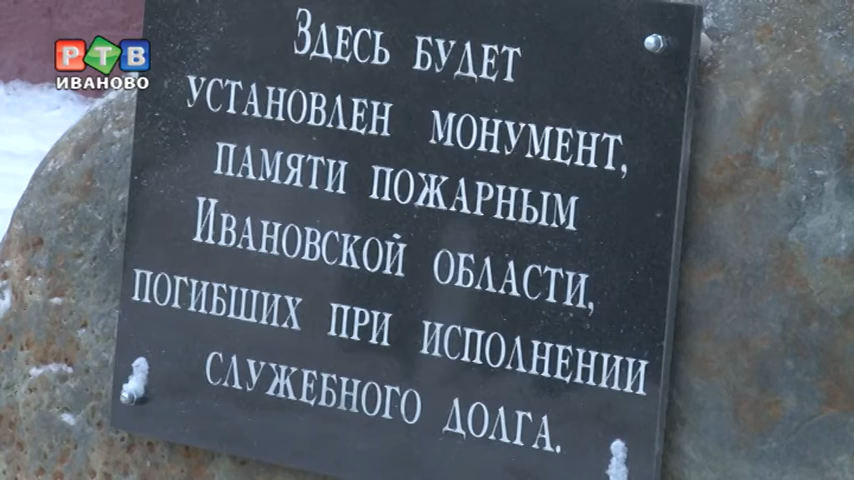 РТВ
ИВАНОВО
Здесь будет
установлен монумент,
памяти пожарным
Ивановской области,
погибших при исполнении
служебного долга.